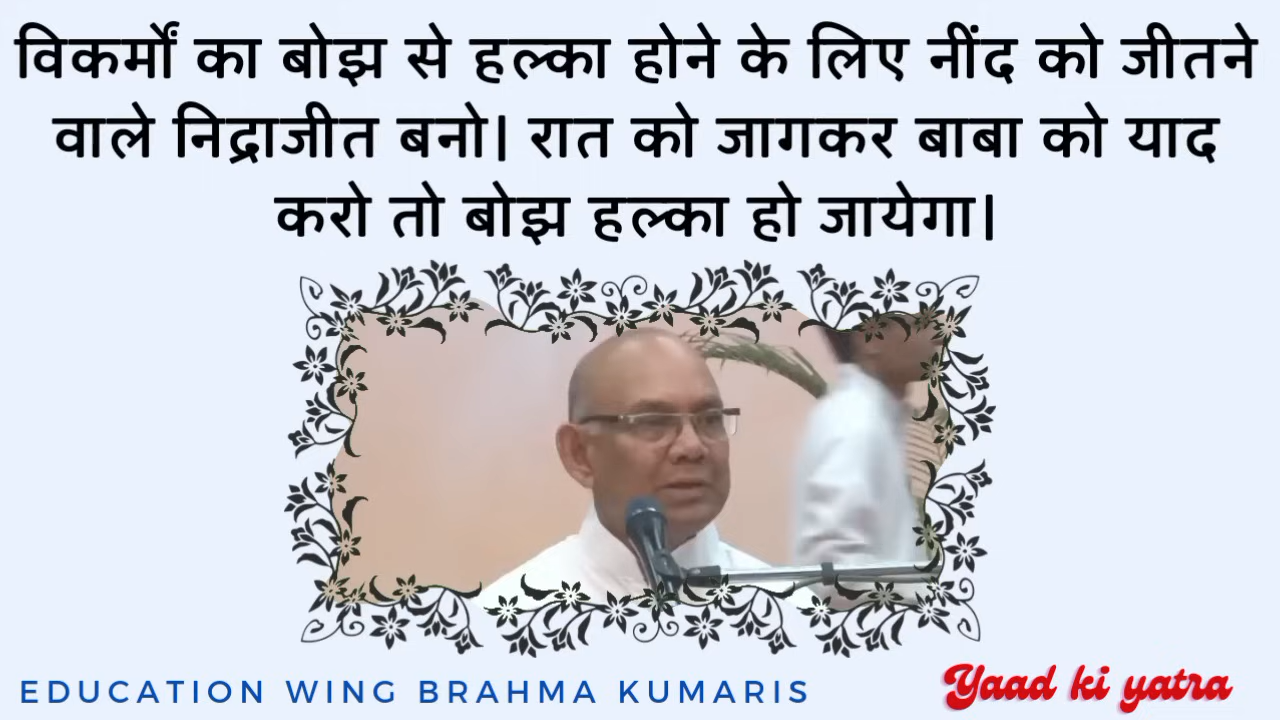 विकर्मों का बोझ से हल्का होने के लिए नींद को जीतने
वाले निद्राजीत बनो। रात को जागकर बाबा को याद
करो तो बोझ हल्का हो जायेगा।
EDUCATION WING BRAHMA KUMARIS
Yaad ki yatra